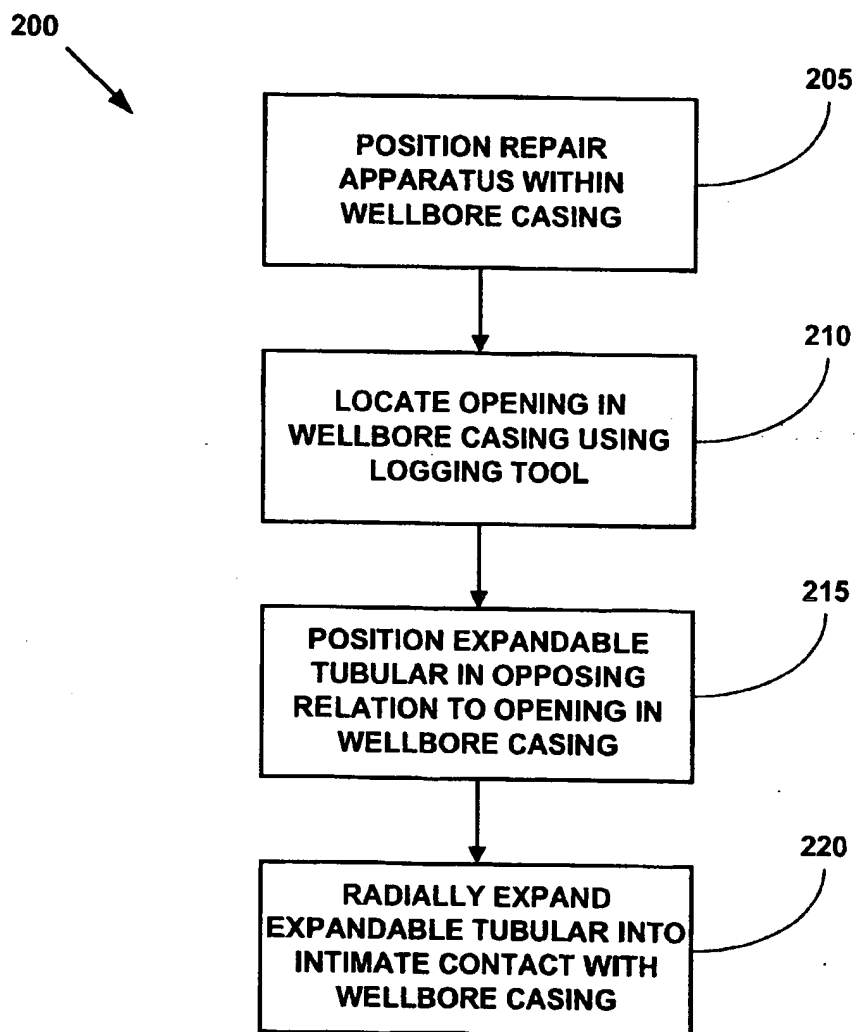 200
205
POSITION REPAIR
APPARATUS WITHIN
WELLBORE CASING
210
LOCATE OPENING IN
WELLBORE CASING USING
LOGGING TOOL
215
POSITION EXPANDABLE
TUBULAR IN OPPOSING
RELATION TO OPENING IN
WELLBORE CASING
220
RADIALLY EXPAND
EXPANDABLE TUBULAR INTO
INTIMATE CONTACT WITH
WELLBORE CASING